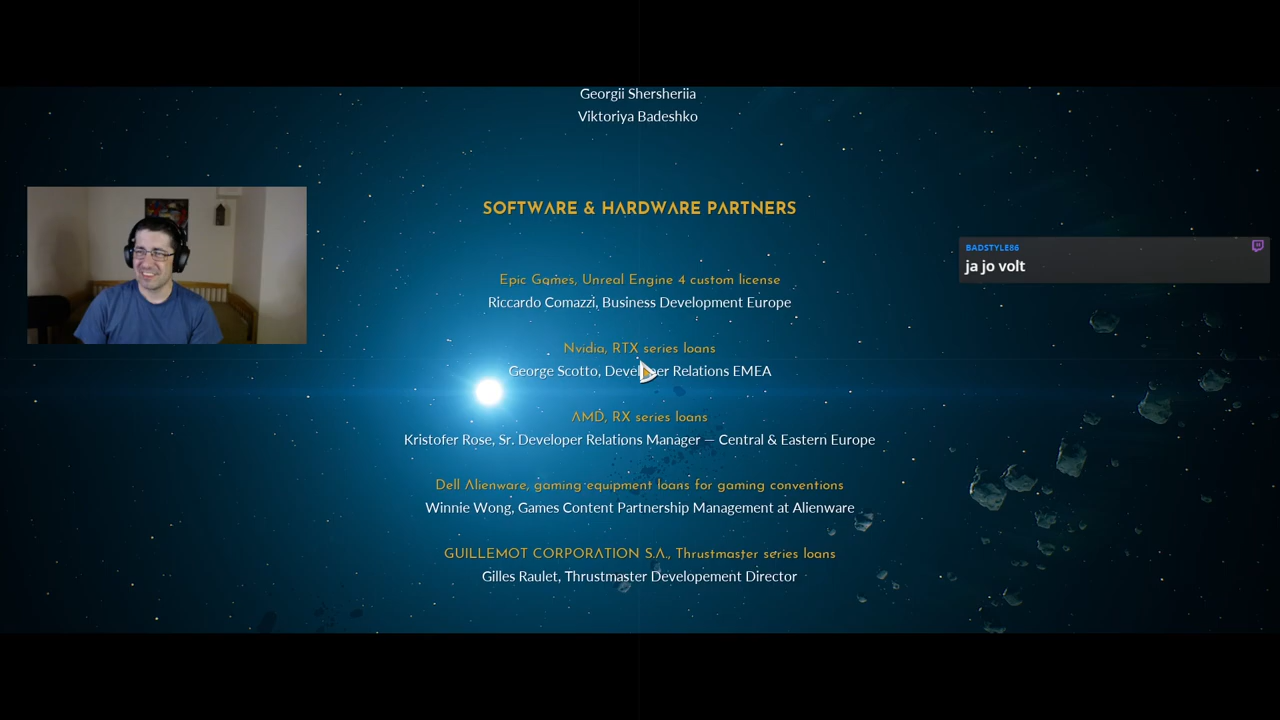 Georgii Shersheriia
Viktoriya Badeshko
SOFTWARE & HARDWARE PARTNERS
BADSTYLE86
ja jo volt
Epic Games, Unreal Engine 4 custom license
Riccardo Comazzi, Business Development Europe
Nvidia, RTX series loans
George Scotto, Developer Relations EMEA
AMD, RX series loans
Kristofer Rose, Sr. Developer Relations Manager — Central & Eastern Europe
Dell Alienware, gaming equipment loans for gaming conventions
Winnie Wong, Games Content Partnership Management at Alienware
GUILLEMOT CORPORATION S.A., Thrustmaster series loans
Gilles Raulet, Thrustmaster Developement Director